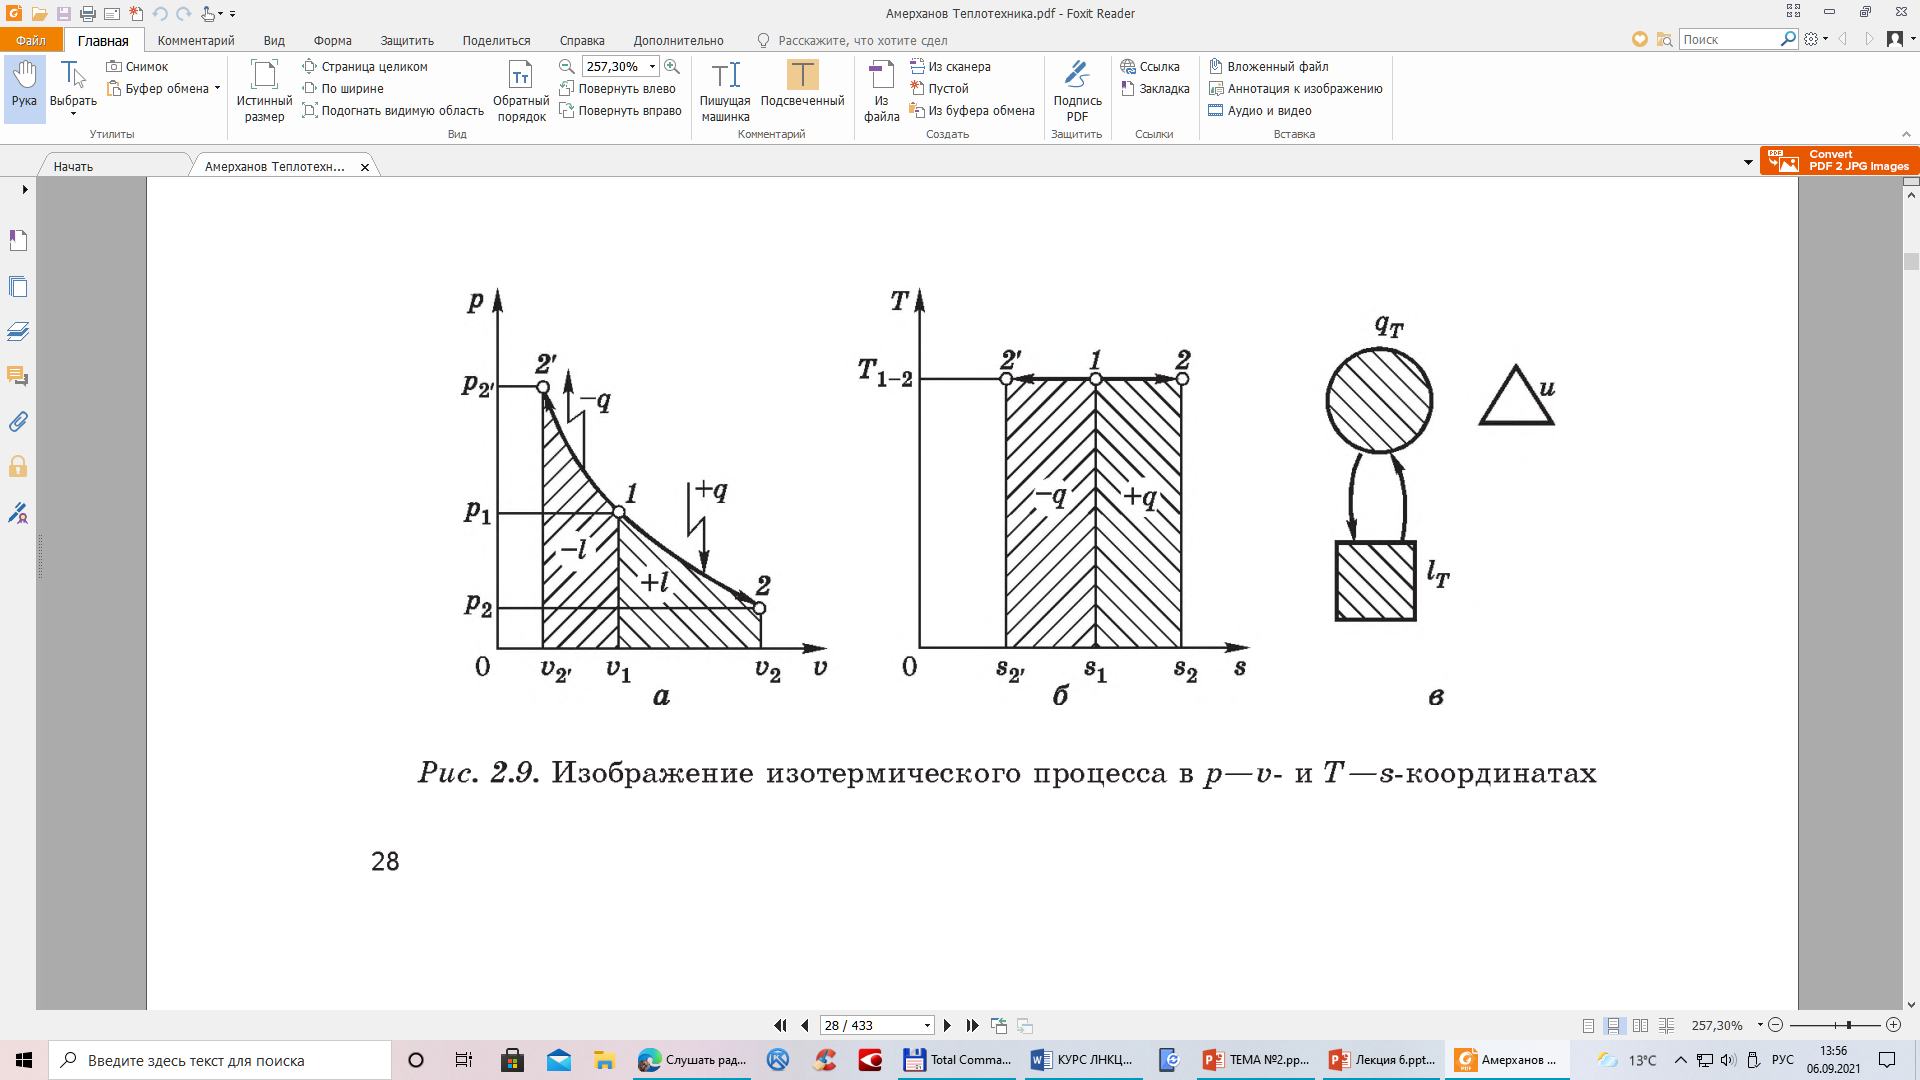 Амерханов Теплотехника.pdf - Foxit Reader
Файл Главная Комментарий Вид Форма Защитить Поделиться Справка Дополнительно Расскажите, что хотите сдел Поиск
Рука
Выбрать
Снимок
Буфер обмена
Утилиты
Истинный размер
Страница целиком
По ширине
Подогнать видимую область
Обратный порядок
257,30%
Повернуть влево
Повернуть вправо
Вид
Пишущая машинка
Подсвеченный
Комментарий
Из файла
Из сканера
Пустой
Из буфера обмена
Создать
Подпись PDF
Защитить
Ссылка
Закладка
Ссылки
Вложенный файл
Аннотация к изображению
Аудио и видео
Вставка
Начать
Амерханов Теплотехн...
Convert
PDF 2 JPG Images
p
2'
p2'
−q
p1
1
+q
−l
+l
2
p2
0 v2' v1 v2 v
а
T
T1−2
2' 1 2
−q +q
0 s2' s1 s2 s
б
qT
u
lT
в
Рис. 2.9. Изображение изотермического процесса в p—v- и T—s-координатах
28
28 / 433
257,30%
Введите здесь текст для поиска
Слушать рад...
Total Comma...
КУРС ЛНКЦ...
ТЕМА №2.pp...
Лекция 6.ppt...
Амерханов ...
13°C
РУС
13:56
06.09.2021